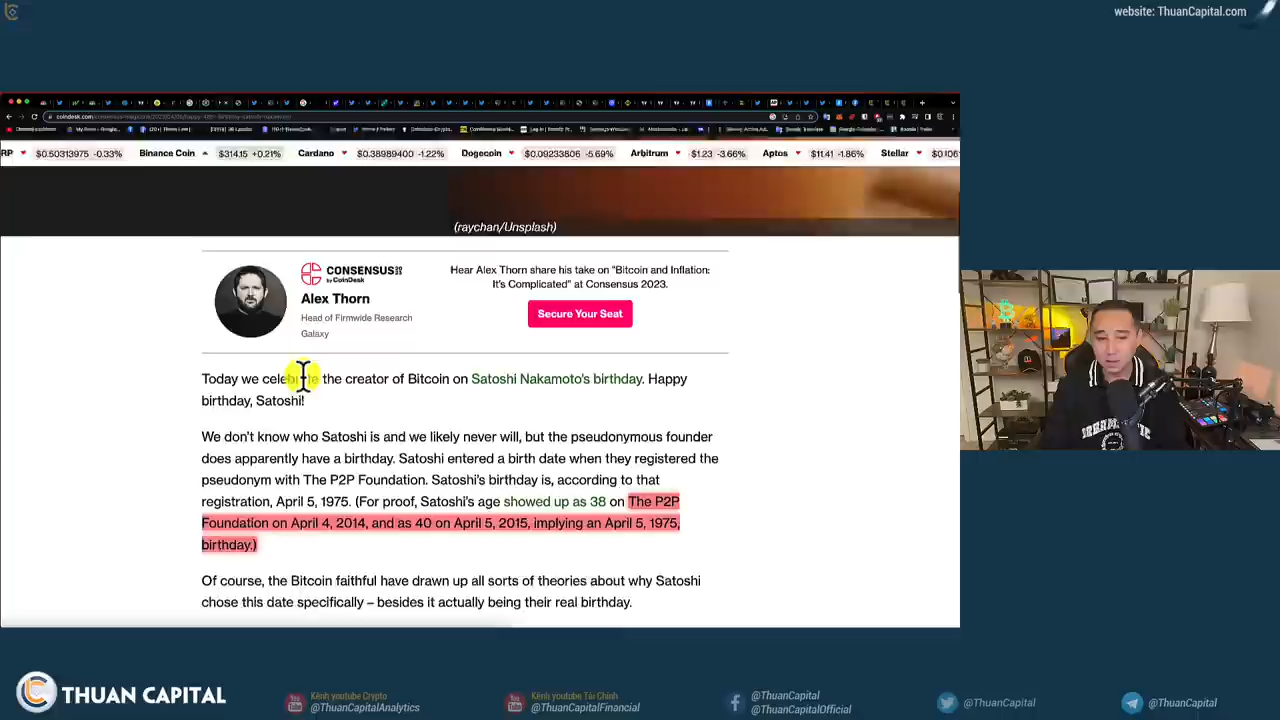 website: ThuanCapital.com
RP $0.50313975 -0.33% Binance Coin $314.15 +0.21% Cardano $0.38989400 -1.22% Dogecoin $0.09233806 -5.69% Arbitrum $1.23 -3.66% Aptos $11.41 -1.86% Stellar $0.1061
(raychan/Unsplash)
CONSENSUS
by CoinDesk
Alex Thorn
Head of Firmwide Research
Galaxy
Hear Alex Thorn share his take on "Bitcoin and Inflation:
It's Complicated" at Consensus 2023.
Secure Your Seat
Today we celebrate the creator of Bitcoin on Satoshi Nakamoto's birthday. Happy
birthday, Satoshi!
We don't know who Satoshi is and we likely never will, but the pseudonymous founder
does apparently have a birthday. Satoshi entered a birth date when they registered the
pseudonym with The P2P Foundation. Satoshi's birthday is, according to that
registration, April 5, 1975. (For proof, Satoshi's age showed up as 38 on The P2P
Foundation on April 4, 2014, and as 40 on April 5, 2015, implying an April 5, 1975,
birthday.)
Of course, the Bitcoin faithful have drawn up all sorts of theories about why Satoshi
chose this date specifically – besides it actually being their real birthday.
THUAN CAPITAL
Kênh youtube Crypto
@ThuanCapitalAnalytics
Kênh youtube Tài Chính
@ThuanCapitalFinancial
@ThuanCapital
@ThuanCapitalOfficial
@ThuanCapital
@ThuanCapital